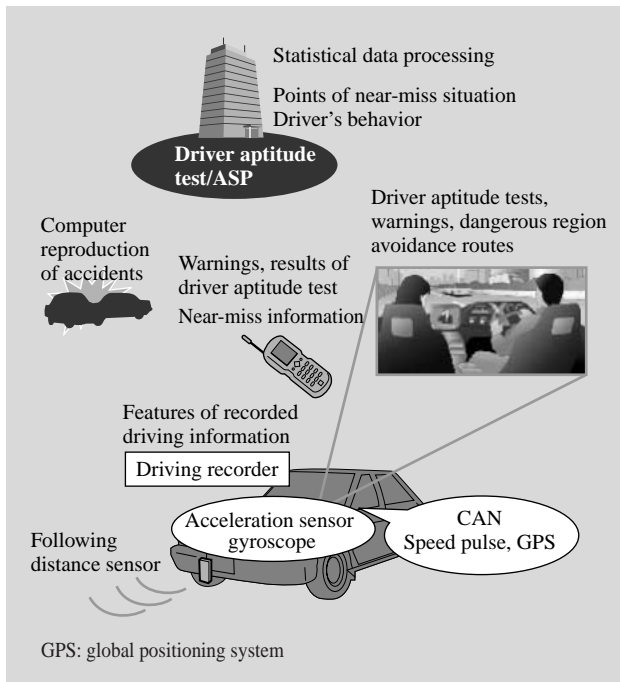 Statistical data processing
Points of near-miss situation
Driver's behavior
Driver aptitude
test/ASP
Driver aptitude tests,
warnings, dangerous region
avoidance routes
Computer
reproduction
of accidents
Warnings, results of
driver aptitude test
Near-miss information
Features of recorded
driving information
Driving recorder
Acceleration sensor
gyroscope
CAN
Speed pulse, GPS
Following
distance sensor
GPS: global positioning system